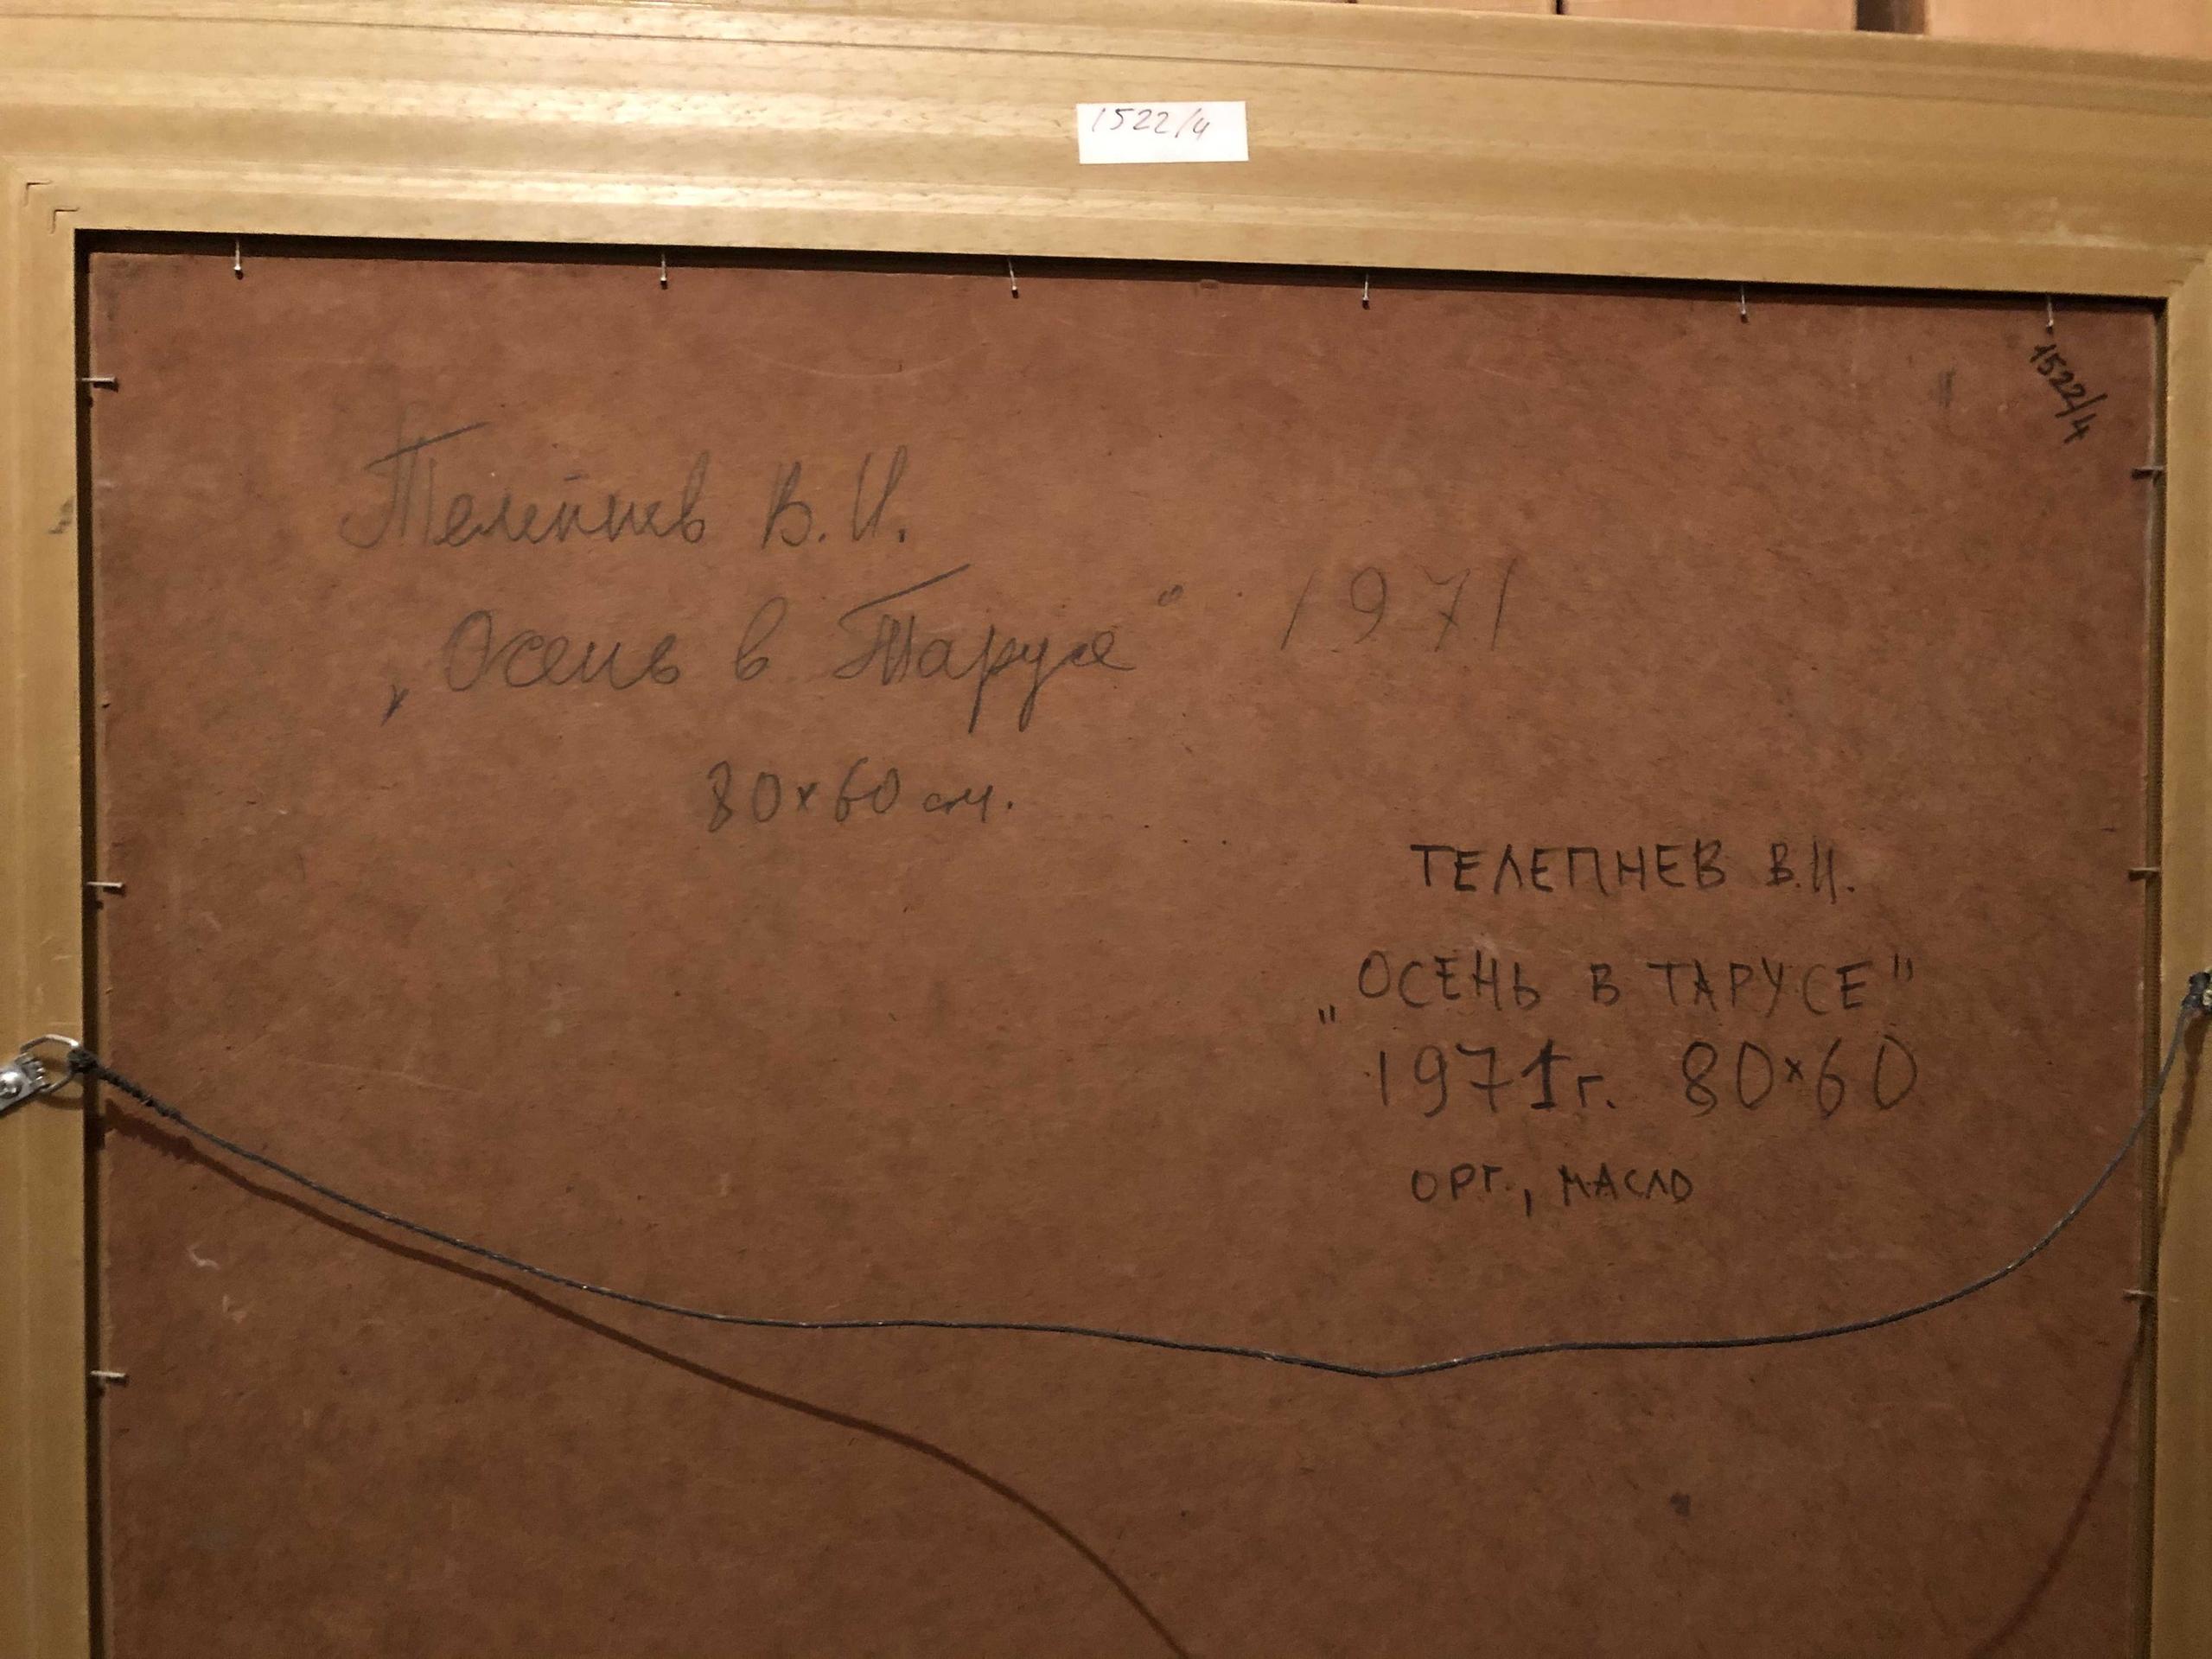 1522/4
1522/4
Телепнев В.И.
„Осень в Тарусе“ 1971
80×60 см.
ТЕЛЕПНЕВ В.И.
„ОСЕНЬ В ТАРУСЕ"
1971г. 80×60
ОРГ., МАСЛО